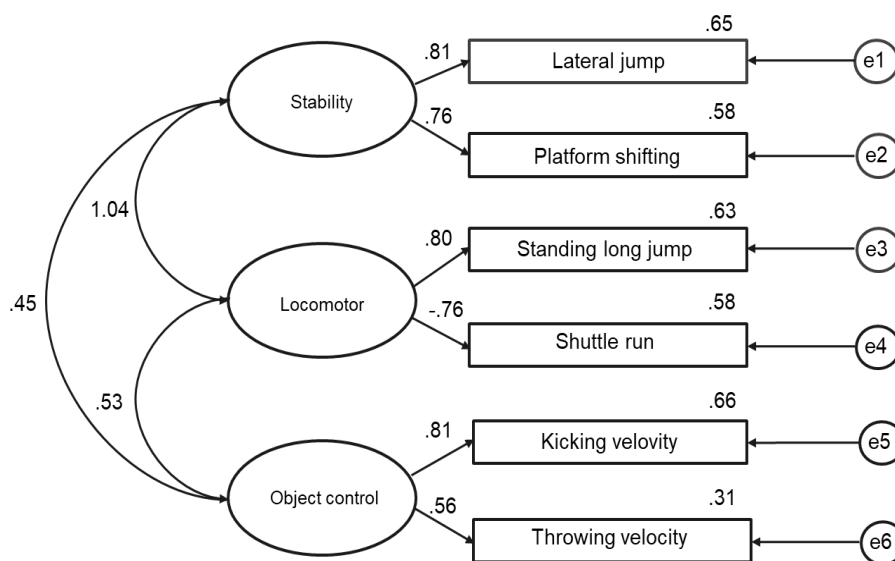 .65
.81
Lateral jump
e1
Stability
.76
.58
Platform shifting
e2
1.04
.63
.80
Standing long jump
e3
.45
Locomotor
-.76
.58
Shuttle run
e4
.53
.66
.81
Kicking velovity
e5
Object control
.56
.31
Throwing velocity
e6